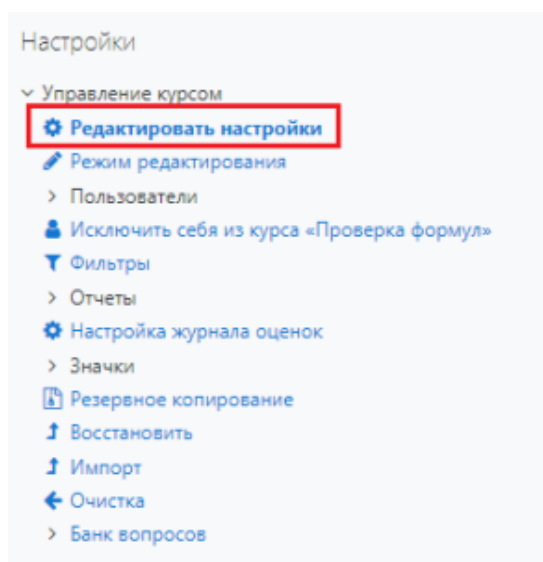 Настройки
Управление курсом
Редактировать настройки
Режим редактирования
Пользователи
Исключить себя из курса «Проверка формул»
Фильтры
Отчеты
Настройка журнала оценок
Значки
Резервное копирование
Восстановить
Импорт
Очистка
Банк вопросов